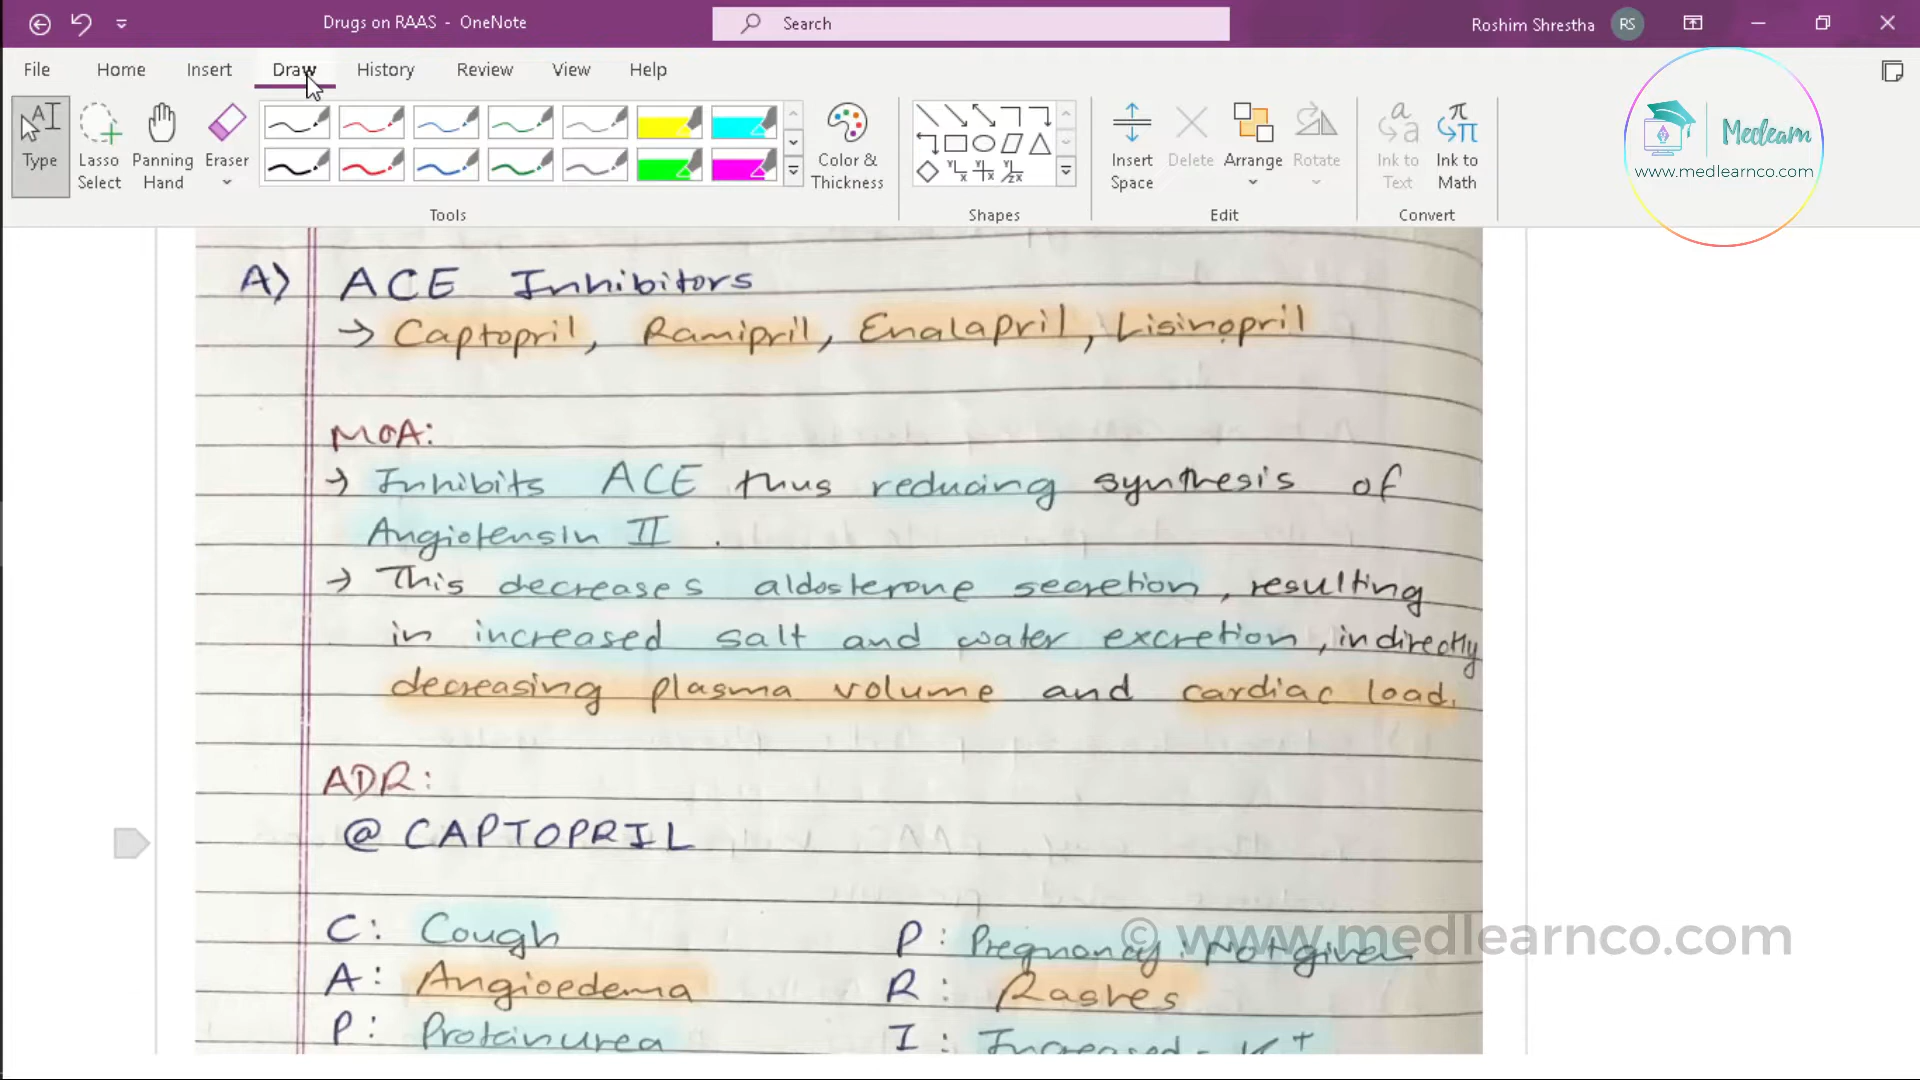 Drugs on RAAS - OneNote
Search
Roshim Shrestha
RS
File
Home
Insert
Draw
History
Review
View
Help
Type
Lasso Select
Panning Hand
Eraser
Color & Thickness
Insert Space
Delete
Arrange
Rotate
Ink to Text
Ink to Math
Tools
Shapes
Edit
Convert
Medlearn
www.medlearnco.com
A) ACE Inhibitors
→ Captopril, Ramipril, Enalapril, Lisinopril
MOA:
→ Inhibits ACE thus reducing synthesis of
Angiotensin II .
→ This decreases aldosterone secretion, resulting
in increased salt and water excretion, indirectly
decreasing plasma volume and cardiac load.
ADR:
@ CAPTOPRIL
C: Cough
A: Angioedema
P: Proteinurea
P: Pregnancy: Not given
R: Rashes
I: Increased K+
© www.medlearnco.com